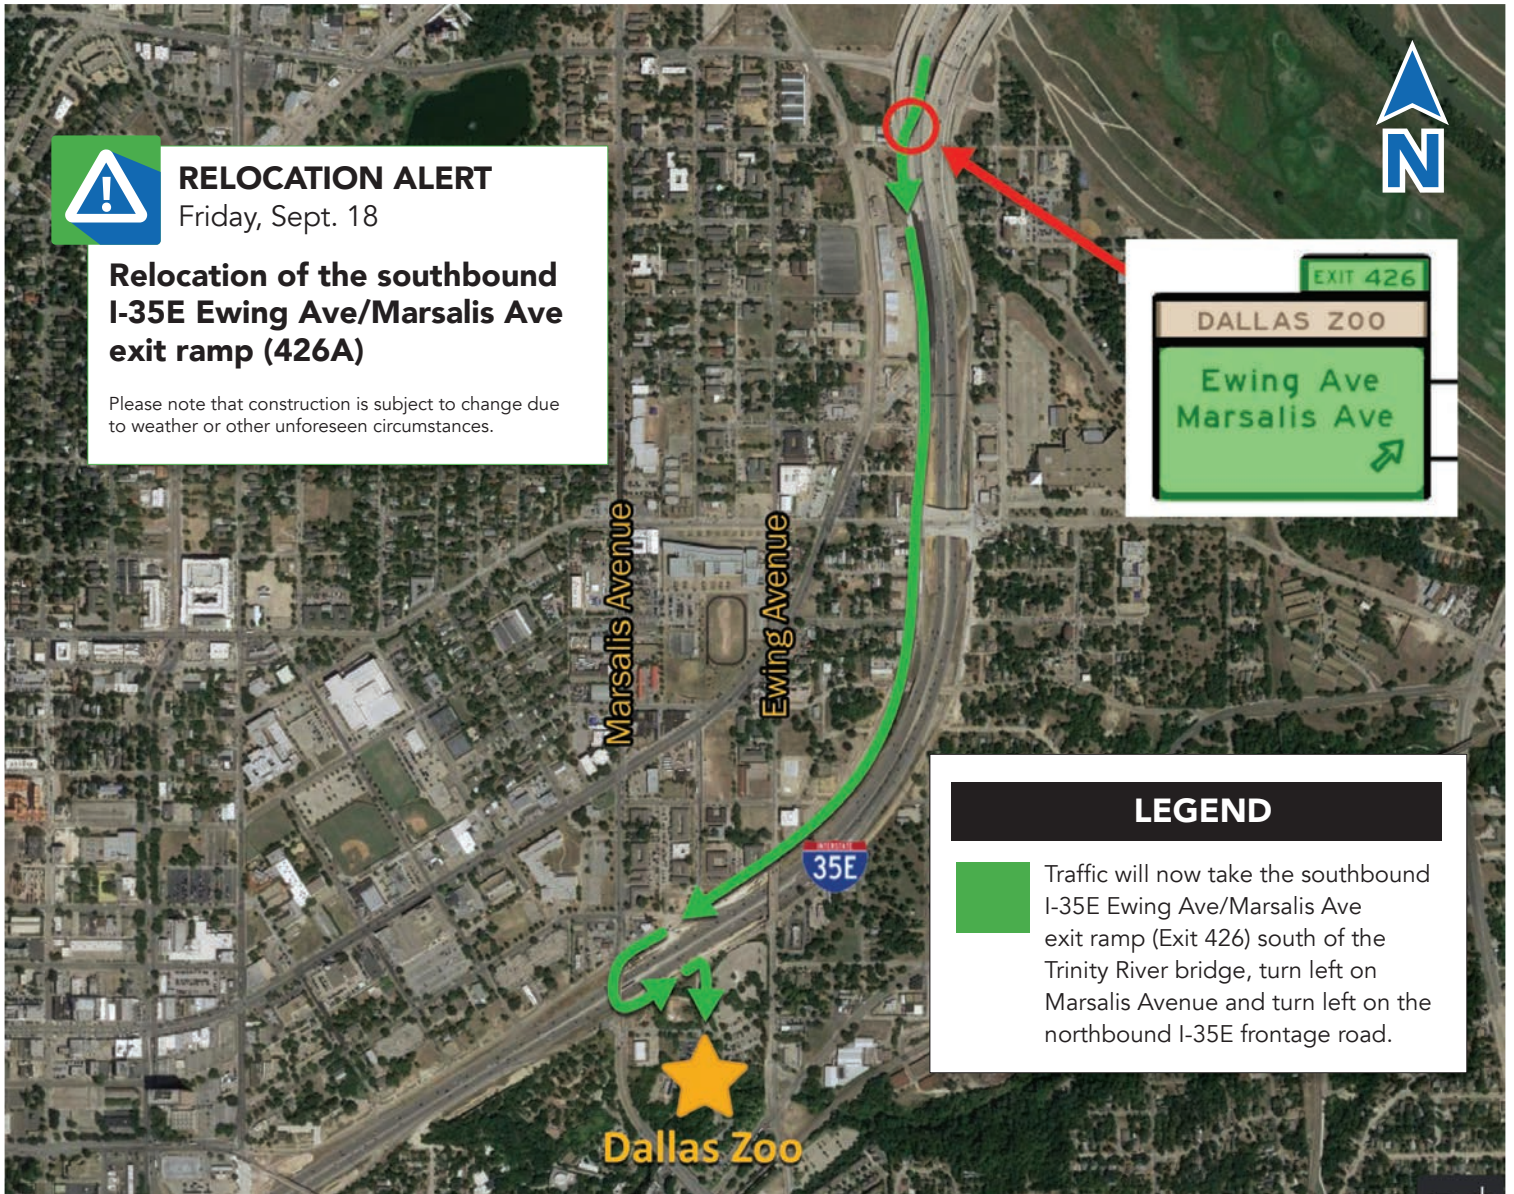 RELOCATION ALERT
Friday, Sept. 18
Relocation of the southbound
I-35E Ewing Ave/Marsalis Ave
exit ramp (426A)
Please note that construction is subject to change due
to weather or other unforeseen circumstances.
N
EXIT 426
DALLAS ZOO
Ewing Ave
Marsalis Ave
Marsalis Avenue
Ewing Avenue
INTERSTATE
35E
LEGEND
Traffic will now take the southbound
I-35E Ewing Ave/Marsalis Ave
exit ramp (Exit 426) south of the
Trinity River bridge, turn left on
Marsalis Avenue and turn left on the
northbound I-35E frontage road.
Dallas Zoo